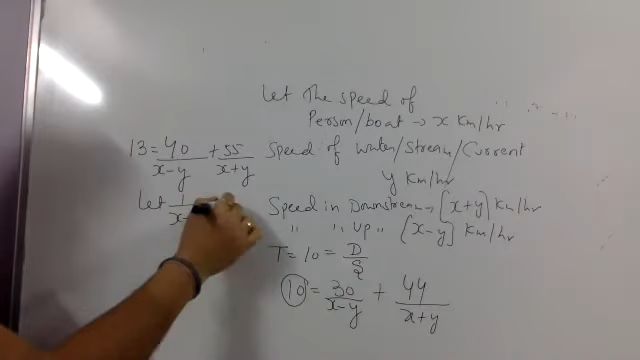 Let The Speed of
Person/boat → x Km/hr
13 = 40/x-y + 55/x+y
Speed of water/Stream/Current
y Km/hr
Let 1/x-
Speed in Downstream → [x+y] Km/hr
" " Up " [x-y] Km/hr
T = 10 = D/S
10 = 30/x-y + 44/x+y